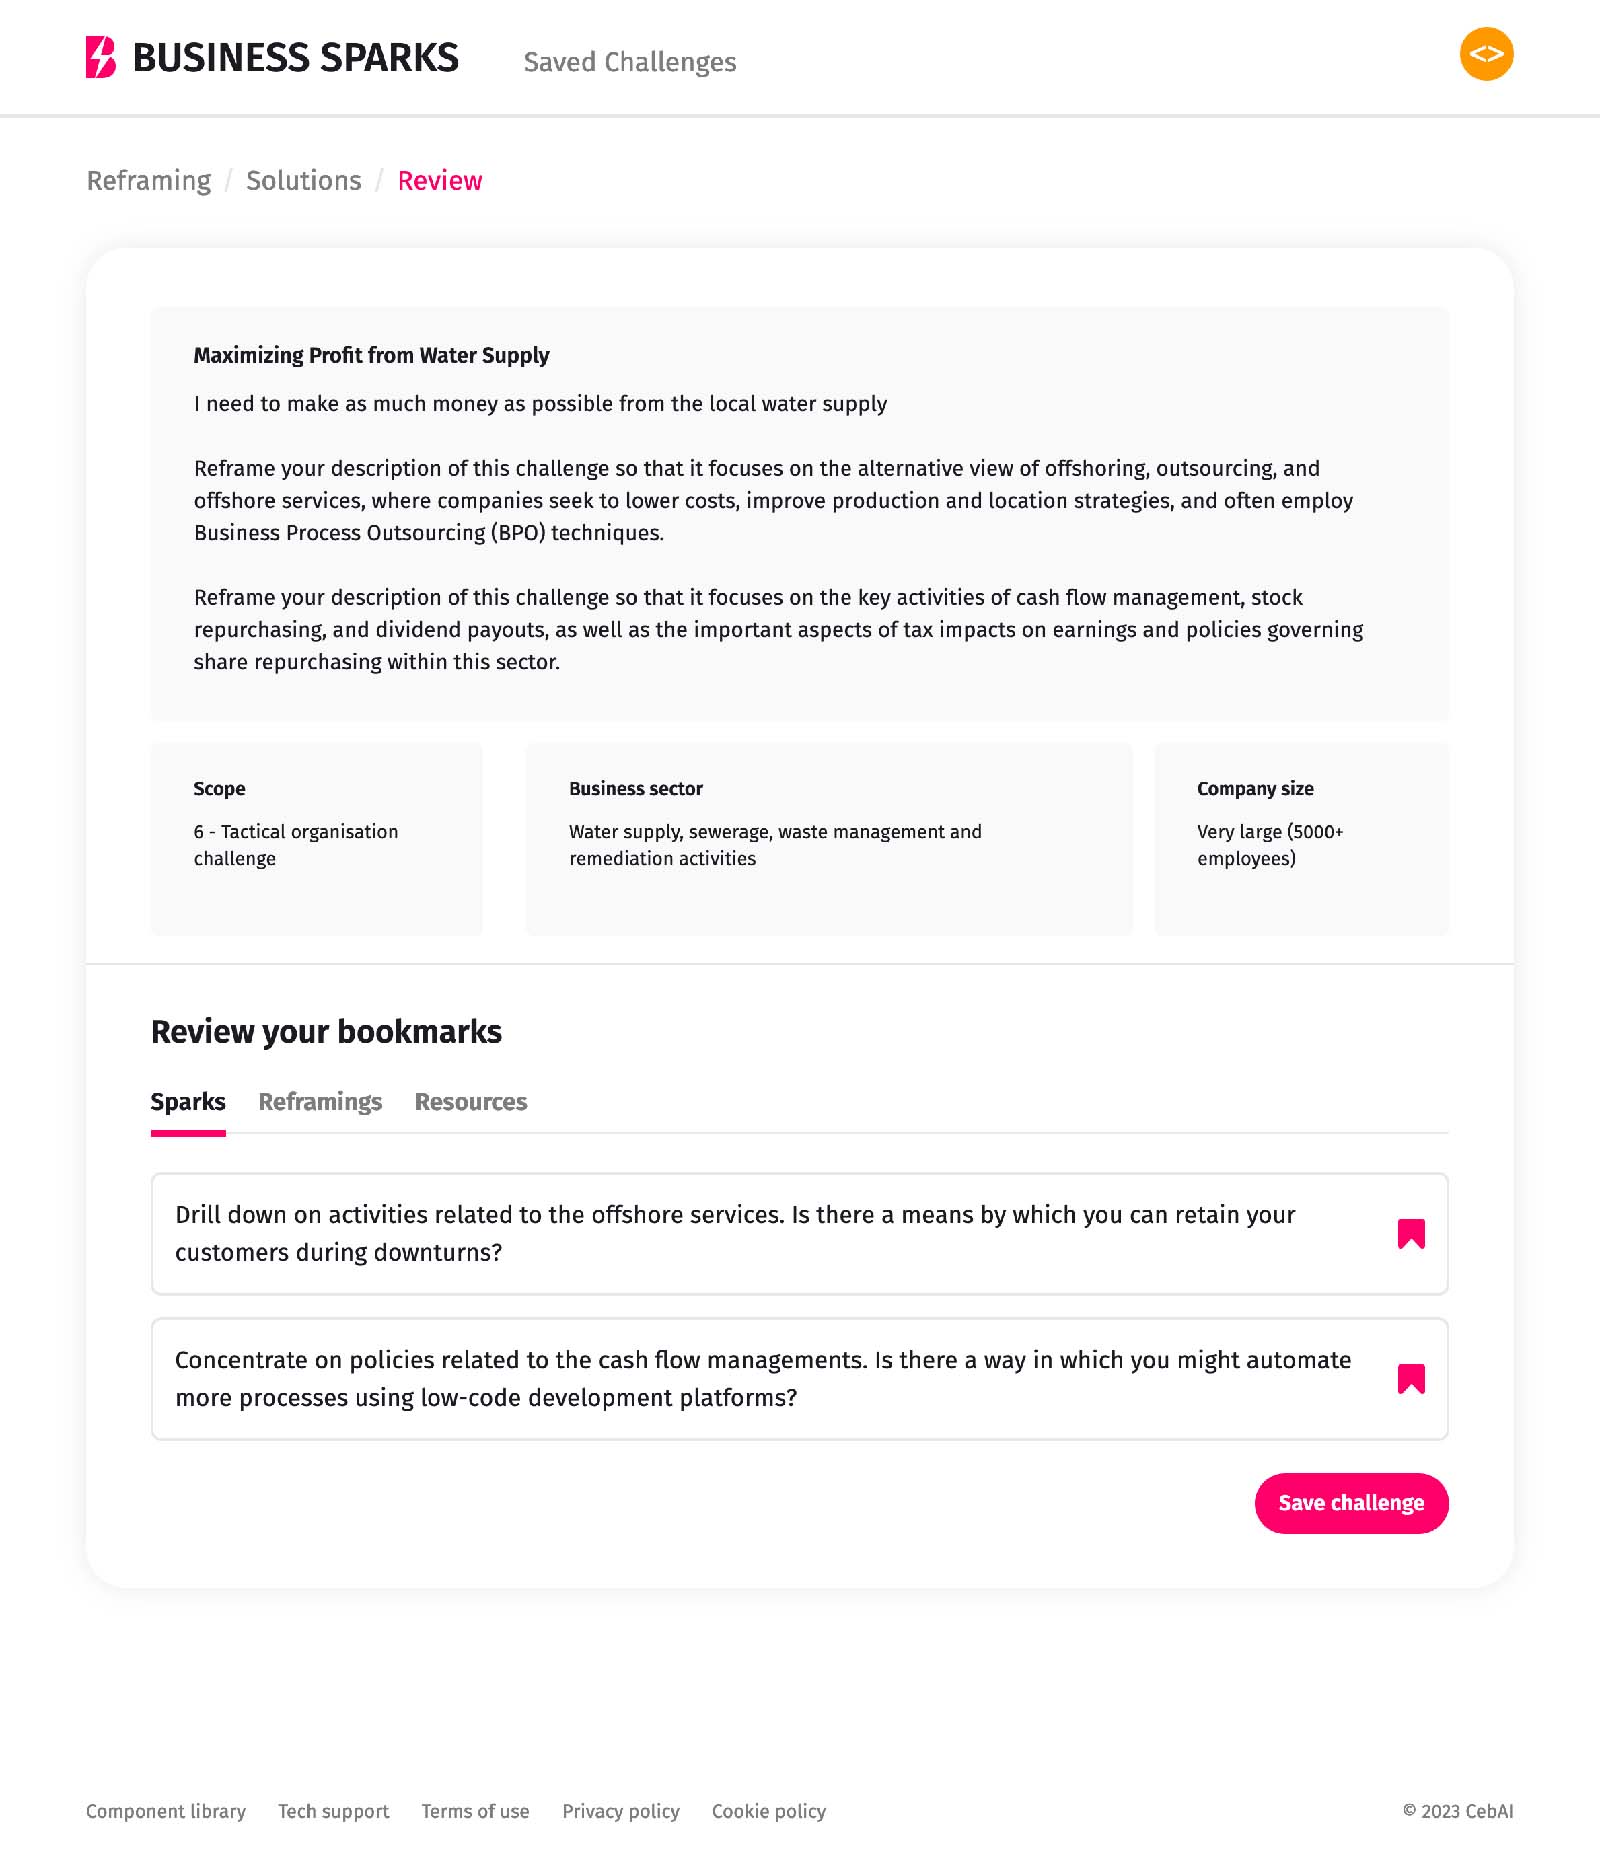 BUSINESS SPARKS
Saved Challenges
<>
Reframing / Solutions / Review
Maximizing Profit from Water Supply
I need to make as much money as possible from the local water supply
Reframe your description of this challenge so that it focuses on the alternative view of offshoring, outsourcing, and
offshore services, where companies seek to lower costs, improve production and location strategies, and often employ
Business Process Outsourcing (BPO) techniques.
Reframe your description of this challenge so that it focuses on the key activities of cash flow management, stock
repurchasing, and dividend payouts, as well as the important aspects of tax impacts on earnings and policies governing
share repurchasing within this sector.
Scope
6 - Tactical organisation
challenge
Business sector
Water supply, sewerage, waste management and
remediation activities
Company size
Very large (5000+
employees)
Review your bookmarks
Sparks
Reframings
Resources
Drill down on activities related to the offshore services. Is there a means by which you can retain your
customers during downturns?
Concentrate on policies related to the cash flow managements. Is there a way in which you might automate
more processes using low-code development platforms?
Save challenge
Component library
Tech support
Terms of use
Privacy policy
Cookie policy
© 2023 CebAI